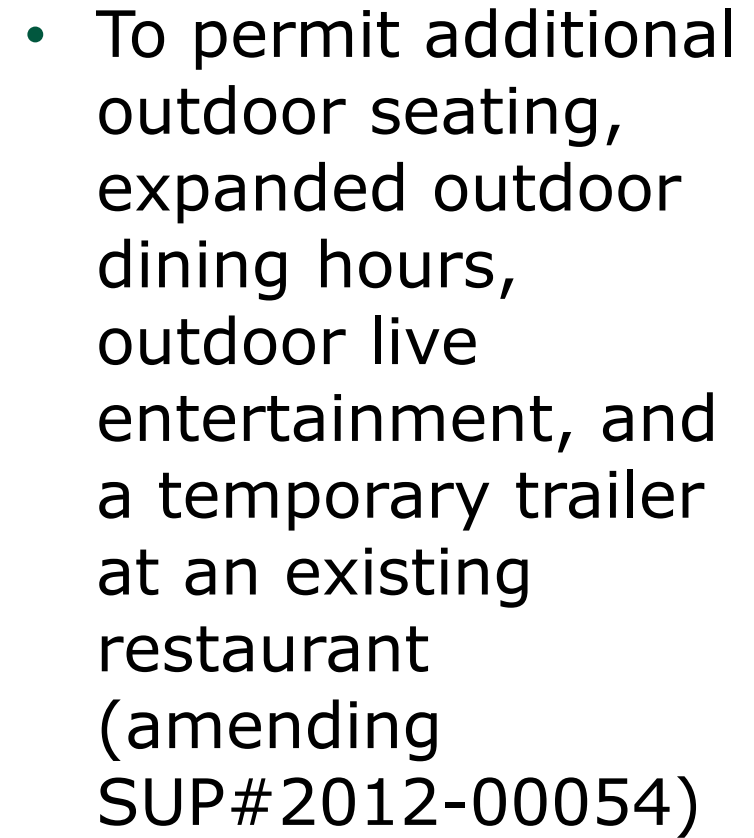 • To permit additional
outdoor seating,
expanded outdoor
dining hours,
outdoor live
entertainment, and
a temporary trailer
at an existing
restaurant
(amending
SUP#2012-00054)